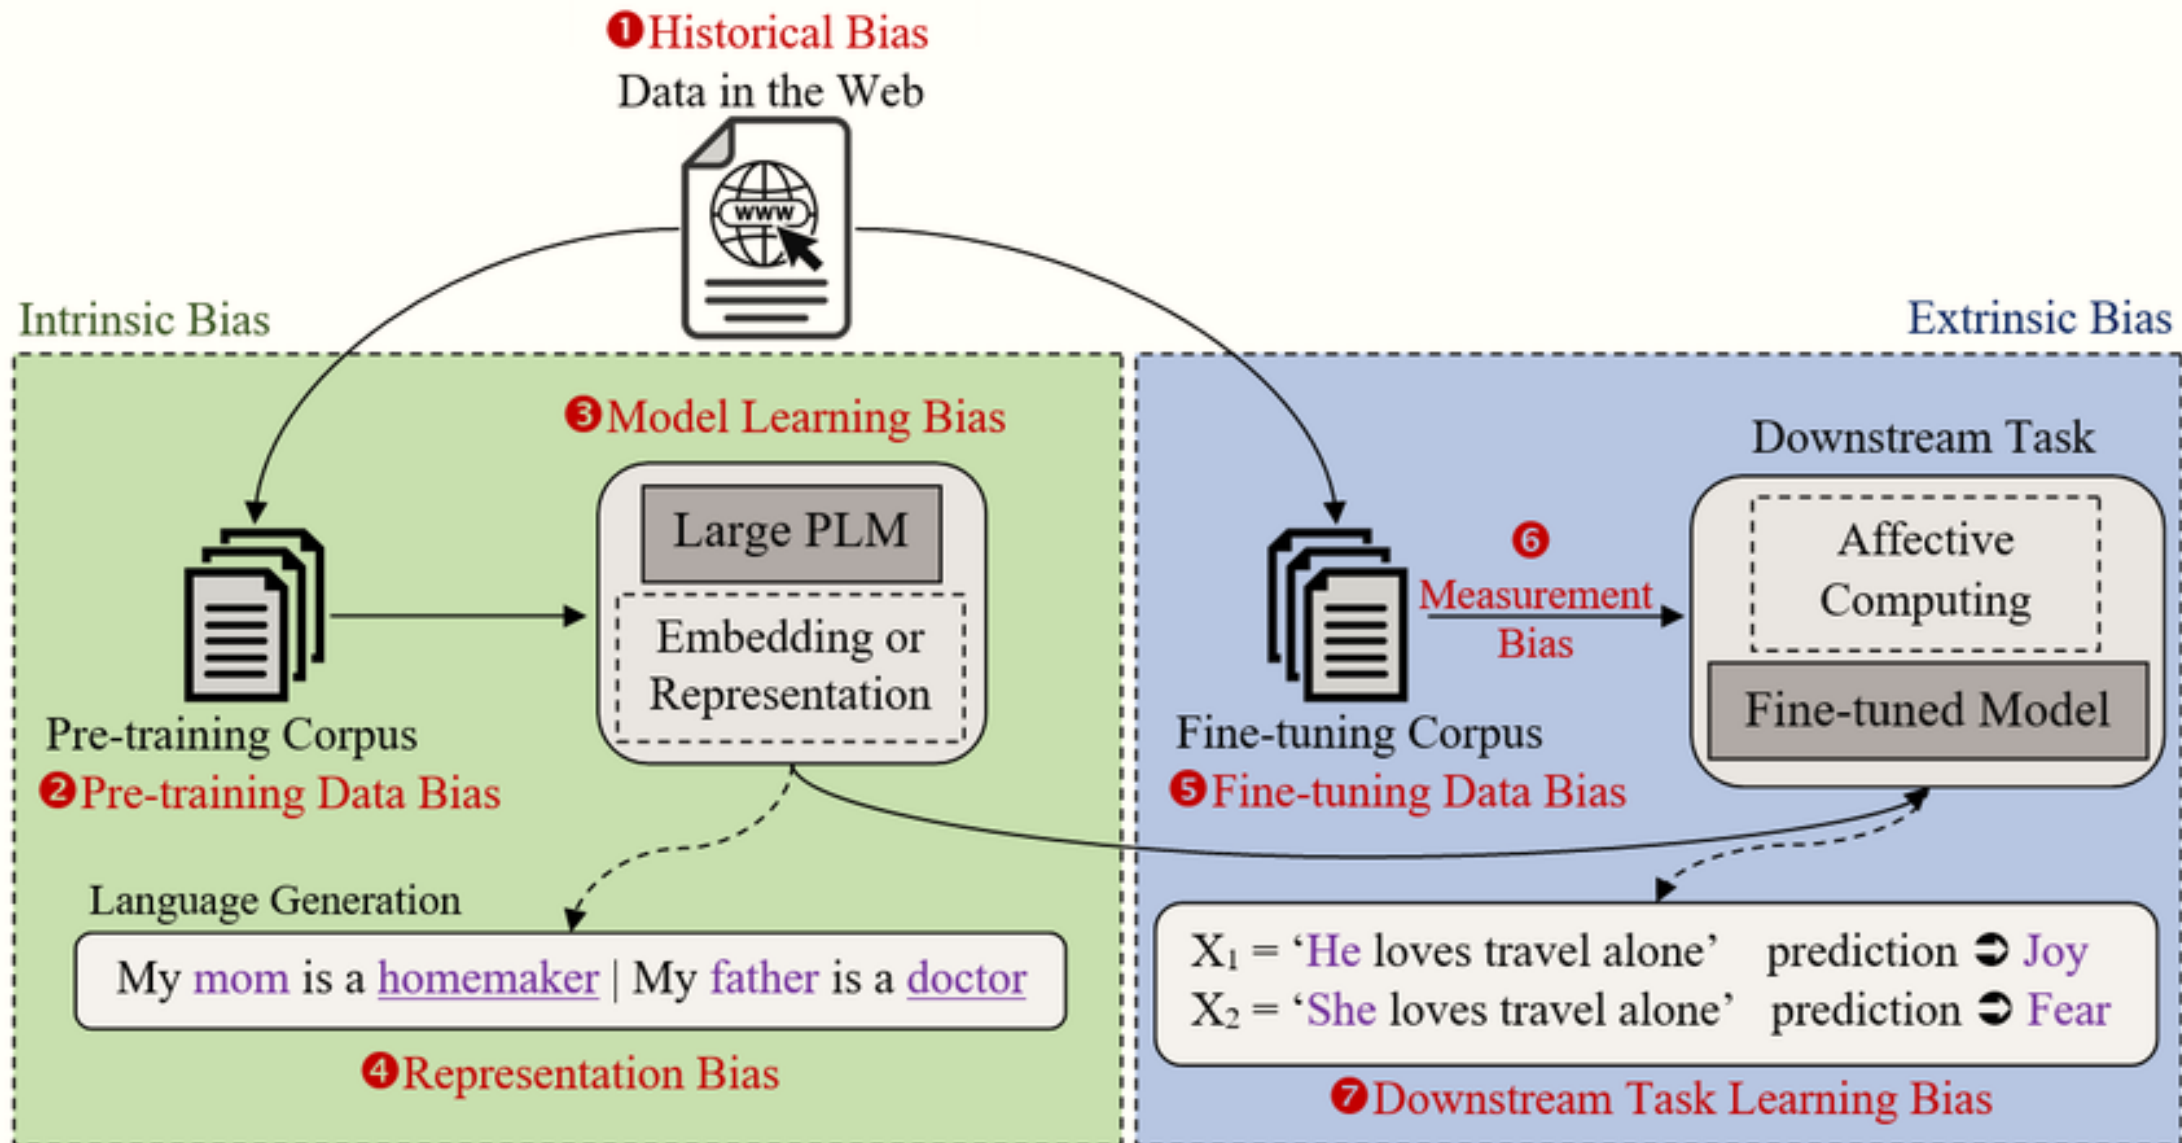 ❶Historical Bias
Data in the Web
www
Intrinsic Bias
Extrinsic Bias
❸Model Learning Bias
Large PLM
Embedding or
Representation
Pre-training Corpus
❷Pre-training Data Bias
Language Generation
My mom is a homemaker | My father is a doctor
❹Representation Bias
Downstream Task
Affective
Computing
Fine-tuned Model
❻
Measurement
Bias
Fine-tuning Corpus
❺Fine-tuning Data Bias
X₁ = ‘He loves travel alone’ prediction ➲ Joy
X₂ = ‘She loves travel alone’ prediction ➲ Fear
❼Downstream Task Learning Bias